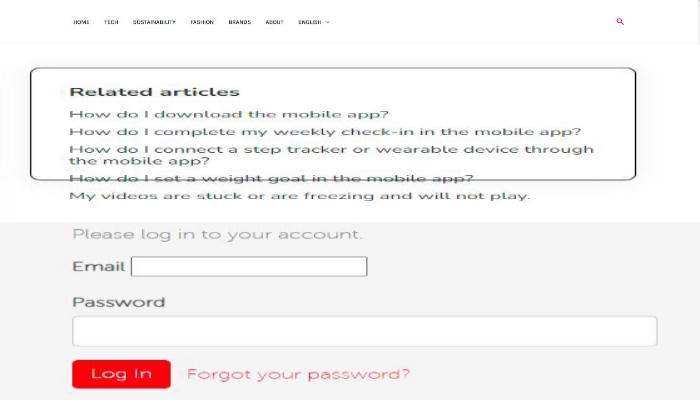 HOME TECH SUSTAINABILITY FASHION BRANDS ABOUT ENGLISH
Related articles
How do I download the mobile app?
How do I complete my weekly check-in in the mobile app?
How do I connect a step tracker or wearable device through
the mobile app?
How do I set a weight goal in the mobile app?
My videos are stuck or are freezing and will not play.
Please log in to your account.
Email
Password
Log In Forgot your password?